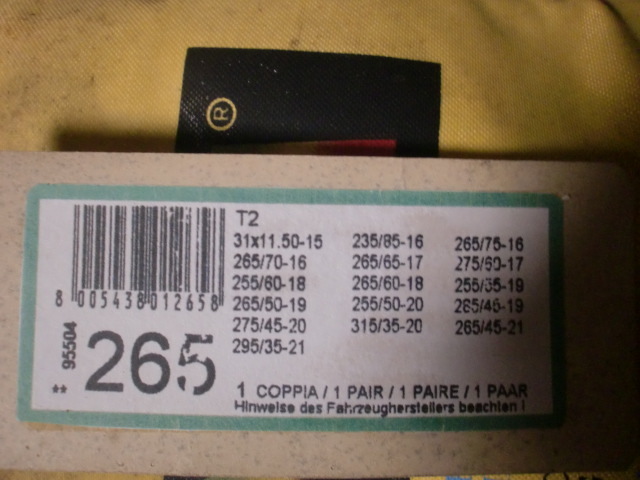 ®
T2
31x11.50-15 235/85-16 265/75-16
265/70-16 265/65-17 275/60-17
255/60-18 265/60-18 255/55-19
265/50-19 255/50-20 285/45-19
275/45-20 315/35-20 265/45-21
295/35-21
8 005438 012658
95504
265
**
1 COPPIA / 1 PAIR / 1 PAIRE / 1 PAAR
Hinweise des Fahrzeugherstellers beachten !